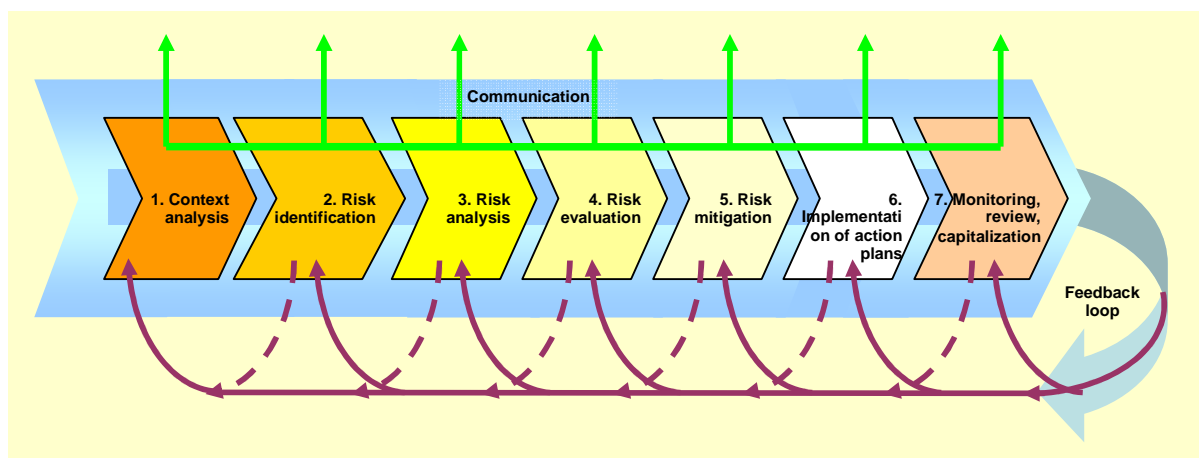 Communication
1. Context
analysis
2. Risk
identification
3. Risk
analysis
4. Risk
evaluation
5. Risk
mitigation
6.
Implementati
on of action
plans
7. Monitoring,
review,
capitalization
Feedback
loop